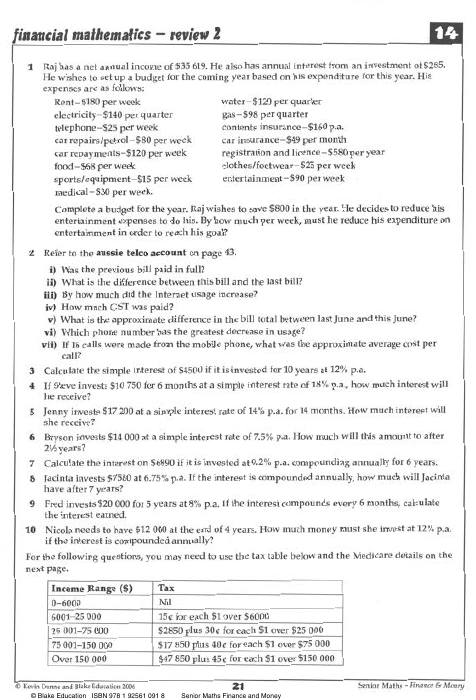 financial mathematics – review 2
14
1 Raj has a net annual income of $35 619. He also has annual interest from an investment of $285.
He wishes to set up a budget for the coming year based on his expenditure for this year. His
expenses are as follows:
Rent–$180 per week
water–$120 per quarter
electricity–$140 per quarter
gas–$98 per quarter
telephone–$25 per week
contents insurance–$160 p.a.
car repairs/petrol–$80 per week
car insurance–$49 per month
car repayments–$120 per week
registration and licence–$580 per year
food–$68 per week
clothes/footwear–$25 per week
sports/equipment–$15 per week
entertainment–$90 per week
medical–$30 per week.
Complete a budget for the year. Raj wishes to save $800 in the year. He decides to reduce his
entertainment expenses to do his. By how much per week, must he reduce his expenditure on
entertainment in order to reach his goal?
2 Refer to the aussie telco account on page 43.
i) Was the previous bill paid in full?
ii) What is the difference between this bill and the last bill?
iii) By how much did the Internet usage increase?
iv) How much GST was paid?
v) What is the approximate difference in the bill total between last June and this June?
vi) Which phone number has the greatest decrease in usage?
vii) If 16 calls were made from the mobile phone, what was the approximate average cost per
call?
3 Calculate the simple interest of $4500 if it is invested for 10 years at 12% p.a.
4 If Steve invests $10 750 for 6 months at a simple interest rate of 18% p.a., how much interest will
he receive?
5 Jenny invests $17 200 at a simple interest rate of 14% p.a. for 14 months. How much interest will
she receive?
6 Bryson invests $14 000 at a simple interest rate of 7.5% p.a. How much will this amount to after
2½ years?
7 Calculate the interest on $6890 if it is invested at 9.2% p.a. compounding annually for 6 years.
8 Jacinta invests $7580 at 6.75% p.a. If the interest is compounded annually, how much will Jacinta
have after 7 years?
9 Fred invests $20 000 for 5 years at 8% p.a. If the interest compounds every 6 months, calculate
the interest earned.
10 Nicola needs to have $12 000 at the end of 4 years. How much money must she invest at 12% p.a.
if the interest is compounded annually?
For the following questions, you may need to use the tax table below and the Medicare details on the
next page.
Income Range ($) Tax
0–6000 Nil
6001–25 000 15c for each $1 over $6000
25 001–75 000 $2850 plus 30c for each $1 over $25 000
75 001–150 000 $17 850 plus 40c for each $1 over $75 000
Over 150 000 $47 850 plus 45c for each $1 over $150 000
© Kevin Dunne and Blake Education 2006
21
Senior Maths – Finance & Money
© Blake Education ISBN 978 1 92561 091 8 Senior Maths Finance and Money